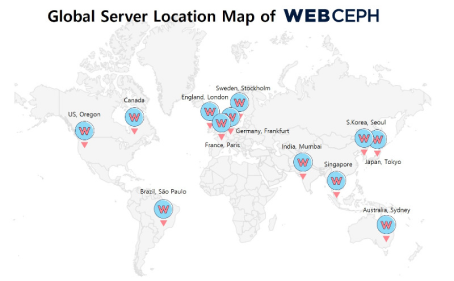 Global Server Location Map of WEBCEPH
Sweden, Stockholm
Canada
England, London
US, Oregon
S.Korea, Seoul
Germany, Frankfurt
France, Paris
India, Mumbai
Japan, Tokyo
Singapore
Brazil, São Paulo
Australia, Sydney
W
W
W
W
W
W
W
W
W
W
W
W
W